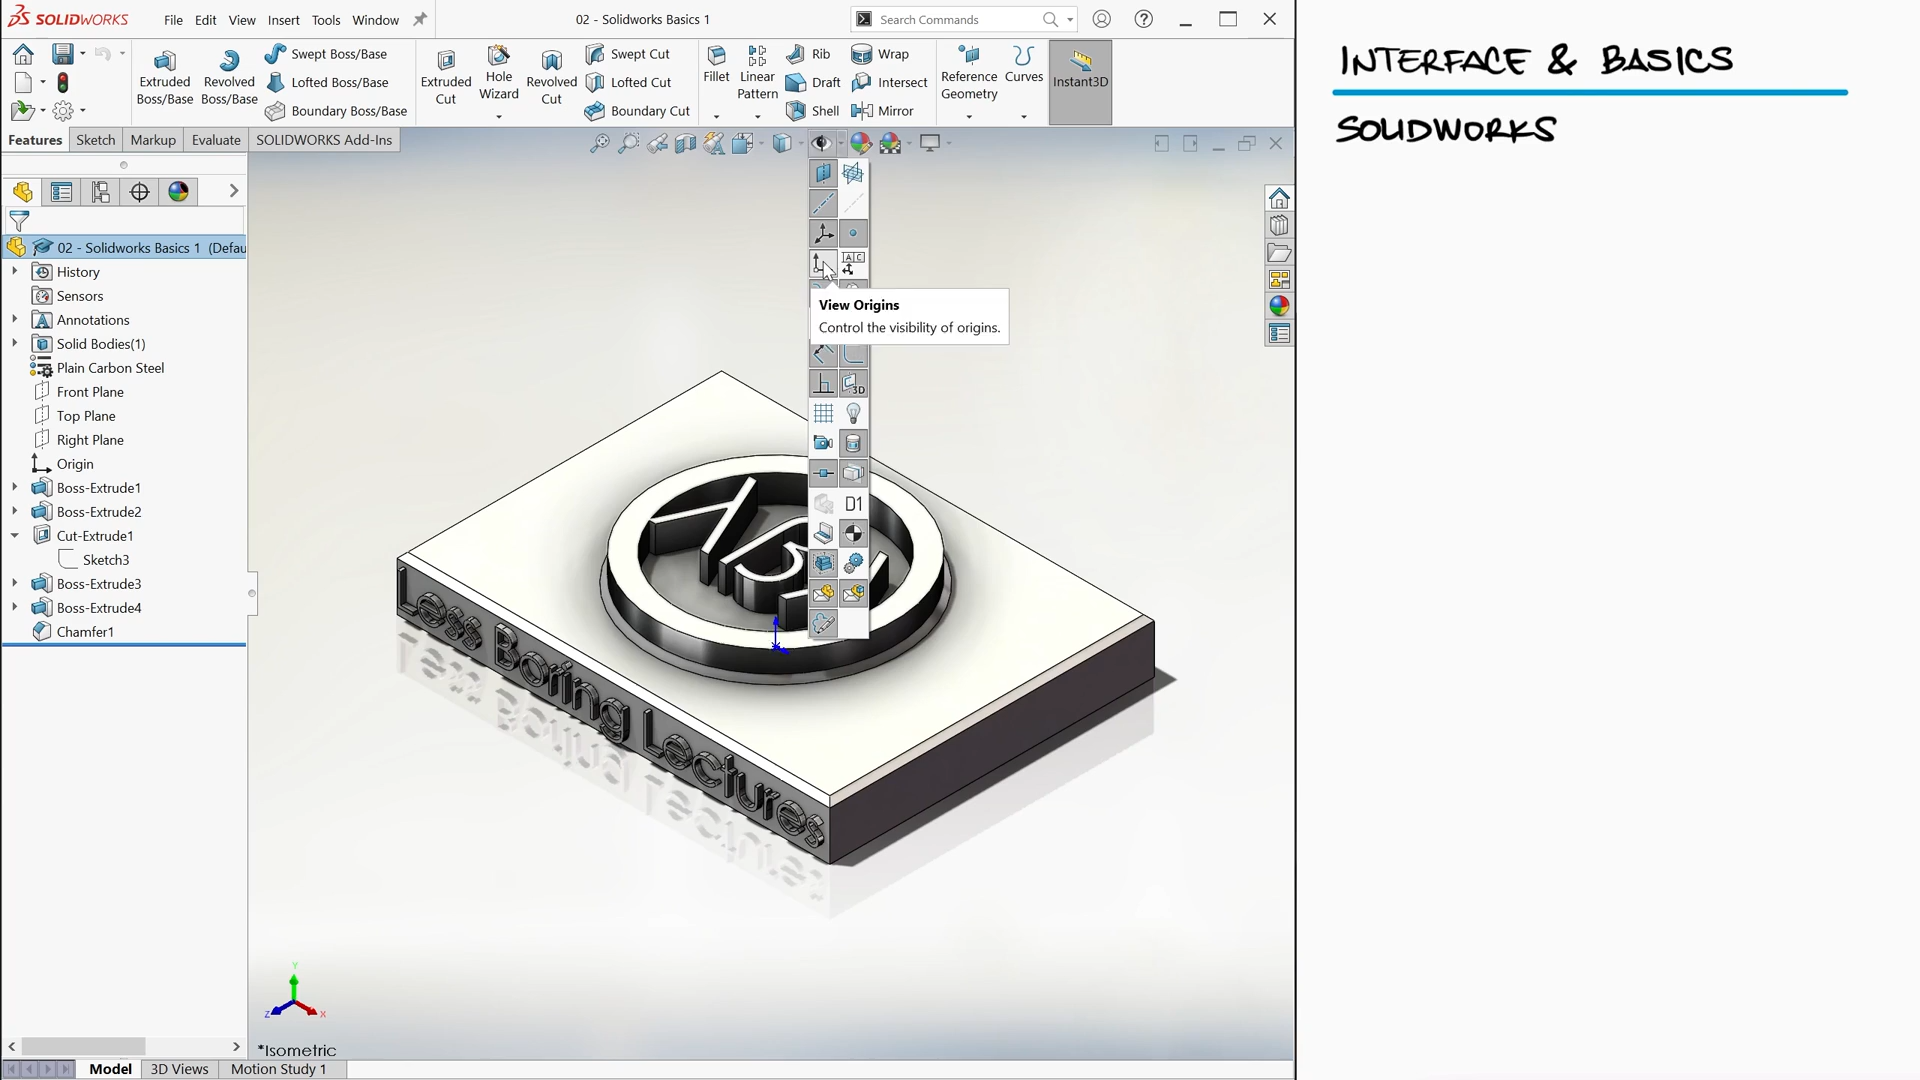 SOLIDWORKS
File Edit View Insert Tools Window
02 - Solidworks Basics 1
Search Commands
Extruded Boss/Base
Revolved Boss/Base
Swept Boss/Base
Lofted Boss/Base
Boundary Boss/Base
Extruded Cut
Hole Wizard
Revolved Cut
Swept Cut
Lofted Cut
Boundary Cut
Fillet
Linear Pattern
Rib
Draft
Shell
Wrap
Intersect
Mirror
Reference Geometry
Curves
Instant3D
Features Sketch Markup Evaluate SOLIDWORKS Add-Ins
02 - Solidworks Basics 1 (Defau
History
Sensors
Annotations
Solid Bodies(1)
Plain Carbon Steel
Front Plane
Top Plane
Right Plane
Origin
Boss-Extrude1
Boss-Extrude2
Cut-Extrude1
Sketch3
Boss-Extrude3
Boss-Extrude4
Chamfer1
A C
View Origins
Control the visibility of origins.
3D
D1
Less Boring Lectures
Y
Z
X
*Isometric
Model 3D Views Motion Study 1
INTERFACE & BASICS
SOLIDWORKS